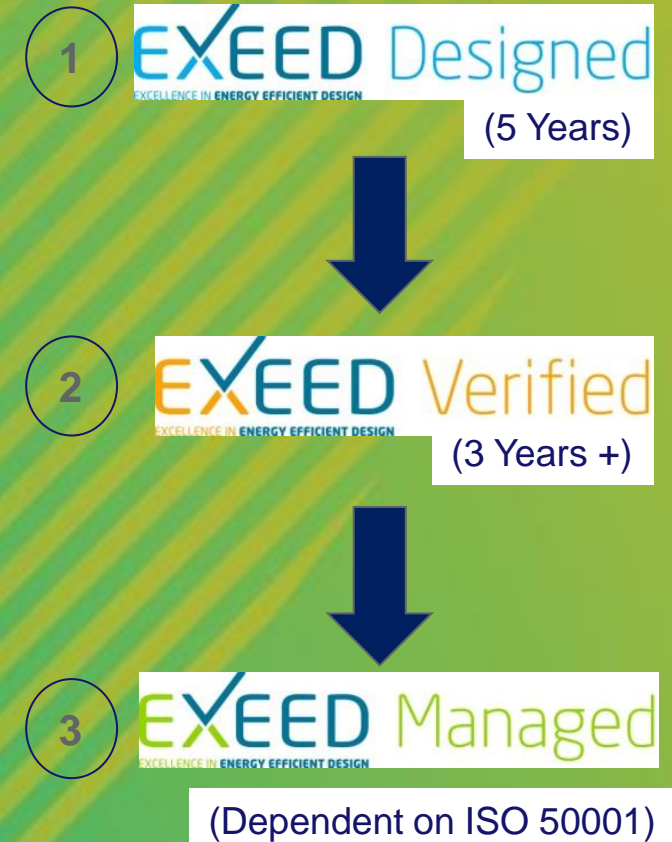 1
EXEED Designed
EXCELLENCE IN ENERGY EFFICIENT DESIGN
(5 Years)
2
EXEED Verified
EXCELLENCE IN ENERGY EFFICIENT DESIGN
(3 Years +)
3
EXEED Managed
EXCELLENCE IN ENERGY EFFICIENT DESIGN
(Dependent on ISO 50001)